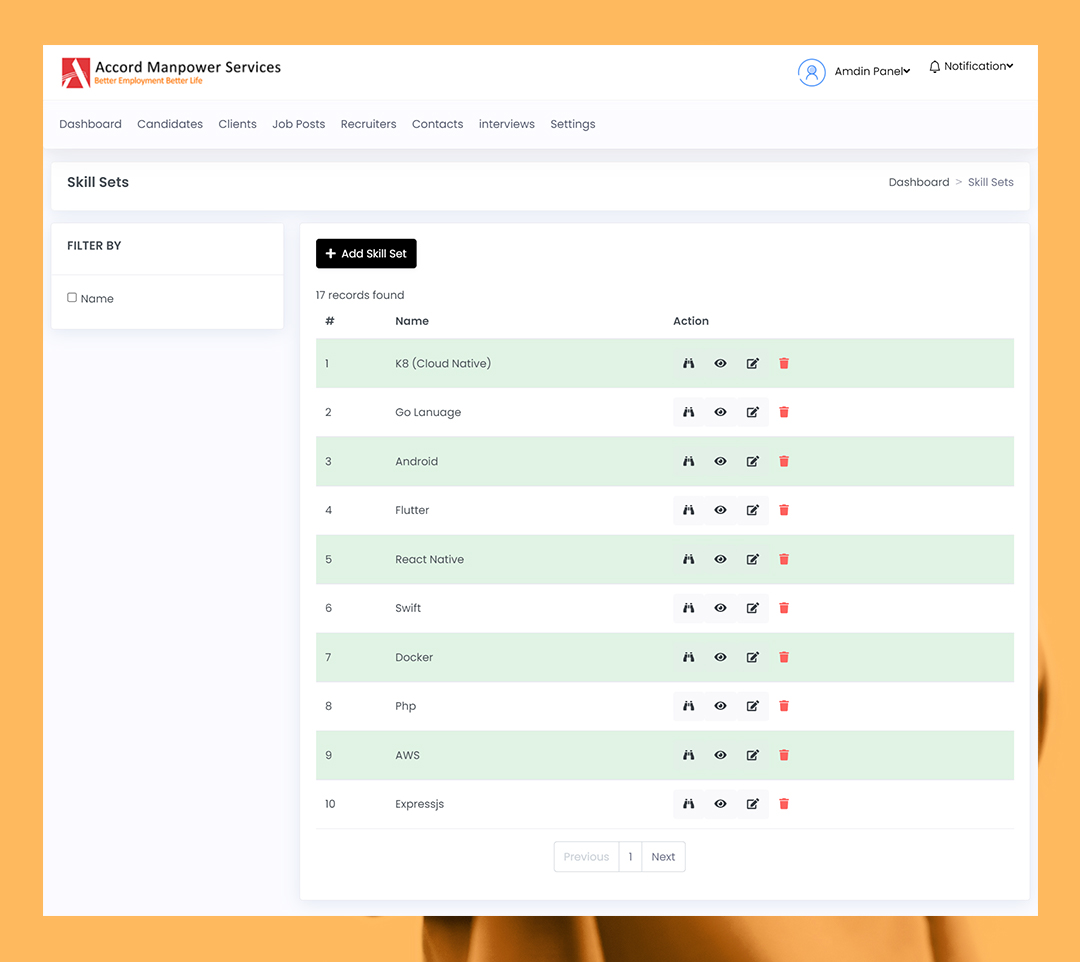 Accord Manpower Services
Better Employment Better Life
Amdin Panel
Notification
Dashboard Candidates Clients Job Posts Recruiters Contacts interviews Settings
Skill Sets
Dashboard > Skill Sets
FILTER BY
Name
+ Add Skill Set
17 records found
# Name Action
1 K8 (Cloud Native)
2 Go Lanuage
3 Android
4 Flutter
5 React Native
6 Swift
7 Docker
8 Php
9 AWS
10 Expressjs
Previous 1 Next